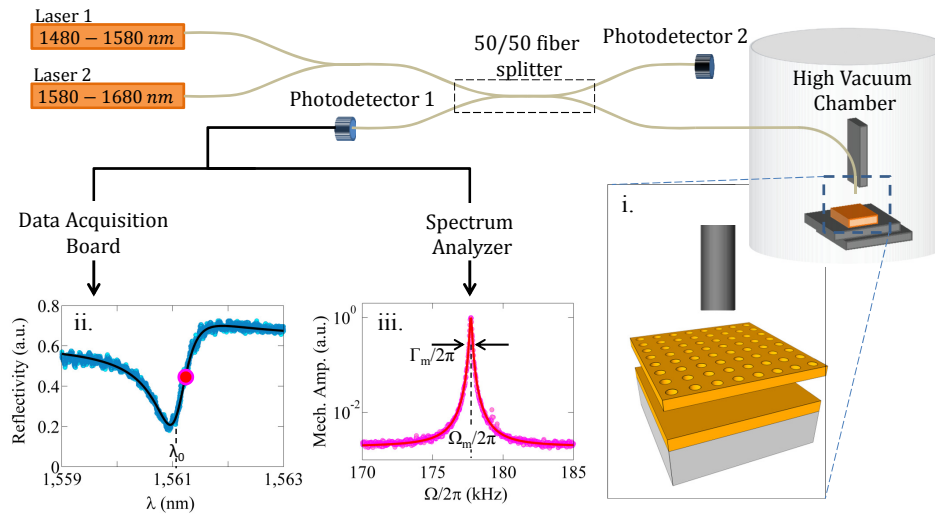 Laser 1
1480 − 1580 nm
Laser 2
1580 − 1680 nm
50/50 fiber
splitter
Photodetector 2
Photodetector 1
High Vacuum
Chamber
Data Acquisition
Board
Spectrum
Analyzer
i.
ii.
0.8
0.6
0.4
0.2
0
Reflectivity (a.u.)
λ₀
1,559
1,561
1,563
λ (nm)
iii.
10⁰
10⁻²
Mech. Amp. (a.u.)
Γₘ/2π
Ωₘ/2π
170
175
180
185
Ω/2π (kHz)